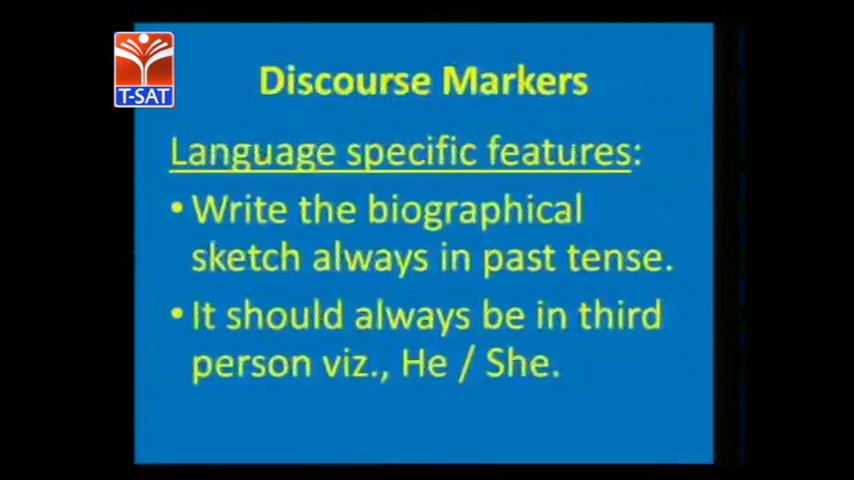 T-SAT
Discourse Markers
Language specific features:
• Write the biographical
sketch always in past tense.
• It should always be in third
person viz., He / She.